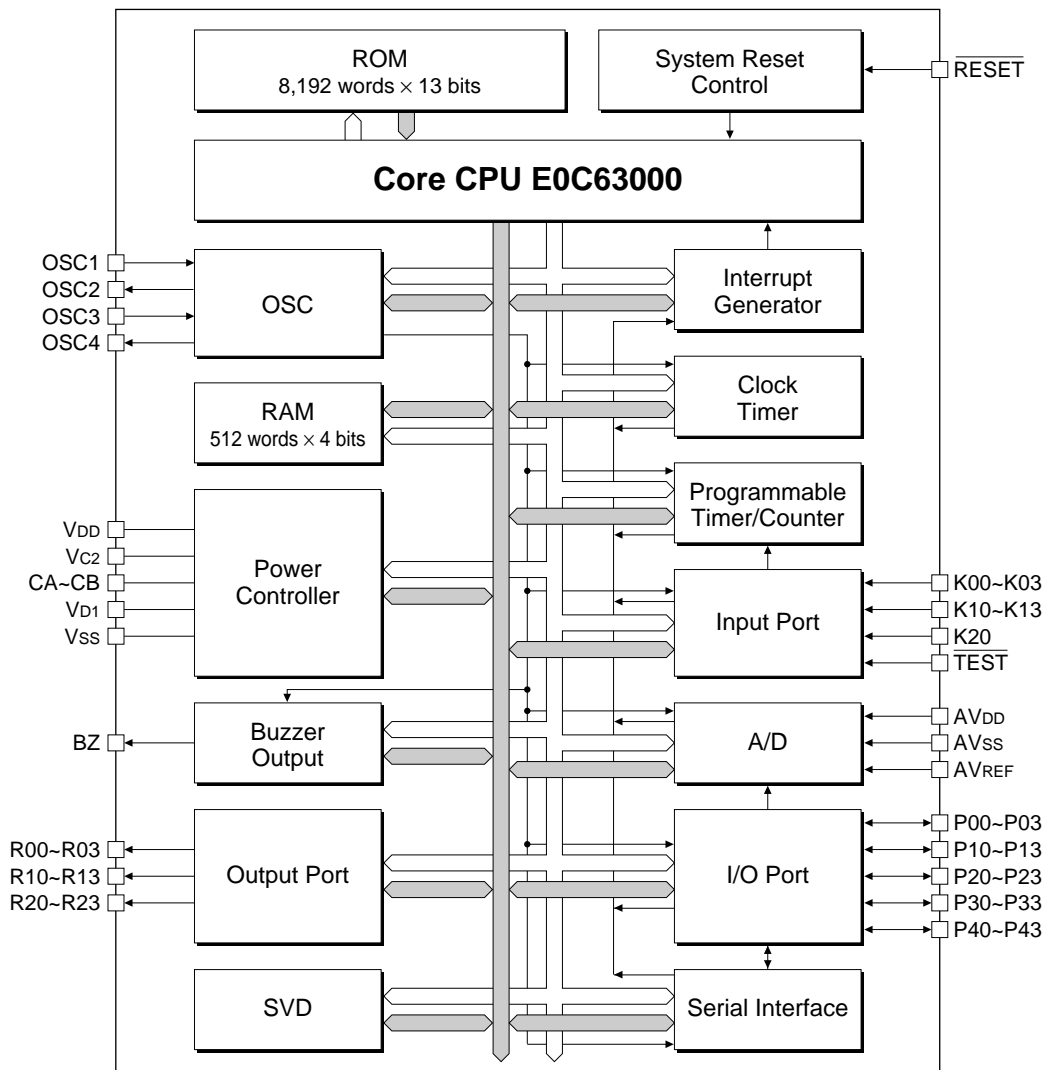 ROM
8,192 words × 13 bits
System Reset
Control
RESET
Core CPU E0C63000
OSC1
OSC2
OSC3
OSC4
OSC
Interrupt
Generator
RAM
512 words × 4 bits
Clock
Timer
Programmable
Timer/Counter
VDD
VC2
CA~CB
VD1
VSS
Power
Controller
Input Port
K00~K03
K10~K13
K20
TEST
BZ
Buzzer
Output
A/D
AVDD
AVSS
AVREF
R00~R03
R10~R13
R20~R23
Output Port
I/O Port
P00~P03
P10~P13
P20~P23
P30~P33
P40~P43
SVD
Serial Interface